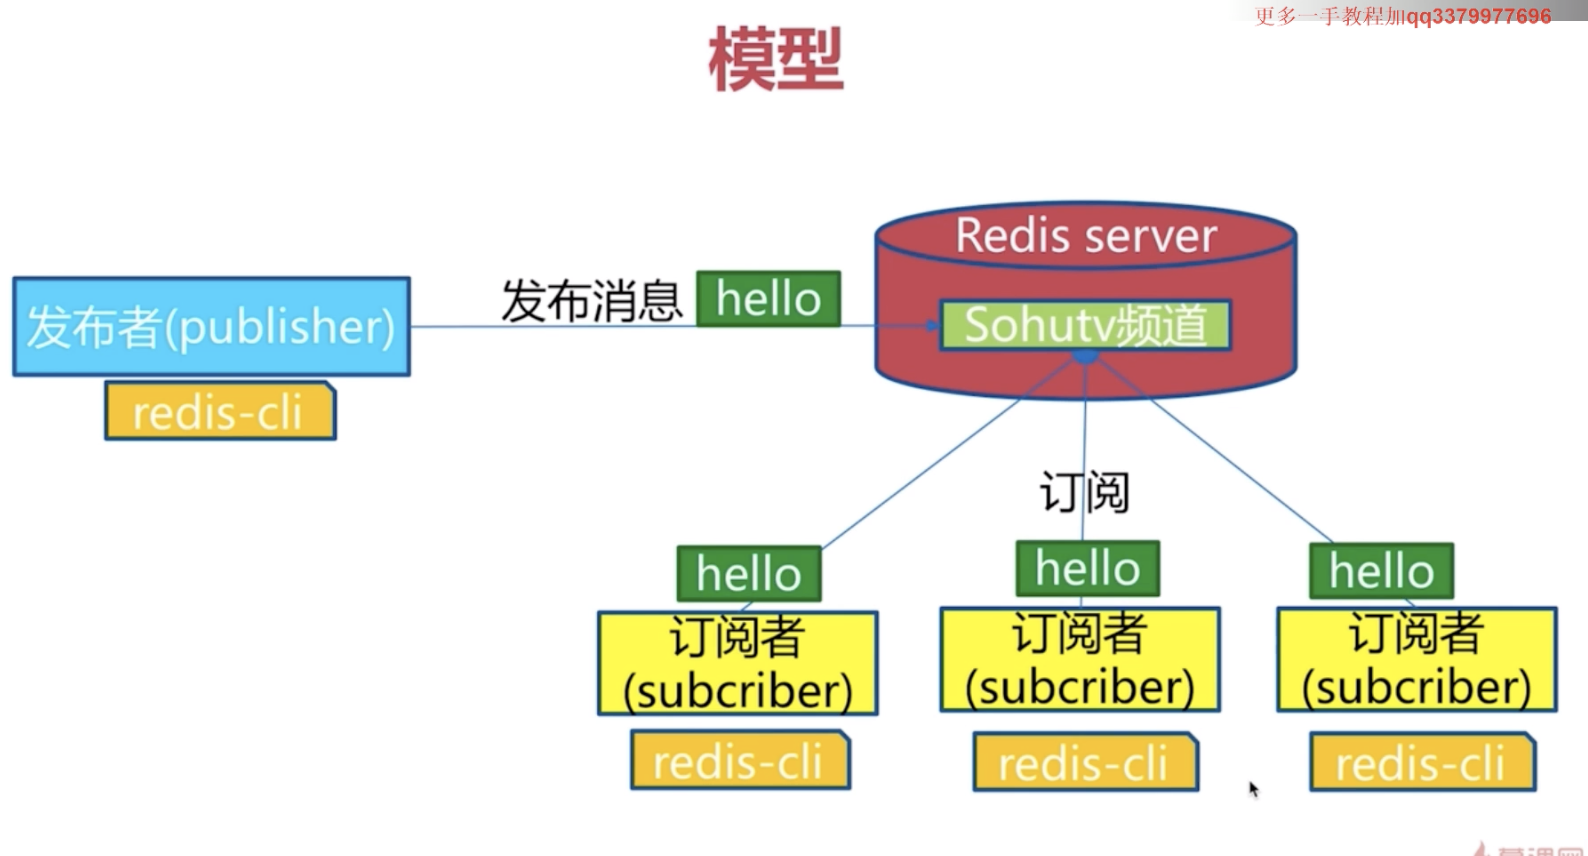 更多一手教程加qq3379977696
模型
Redis server
发布消息
hello
发布者(publisher)
Sohutv频道
redis-cli
订阅
hello
hello
hello
订阅者
(subcriber)
订阅者
(subcriber)
订阅者
(subcriber)
redis-cli
redis-cli
redis-cli